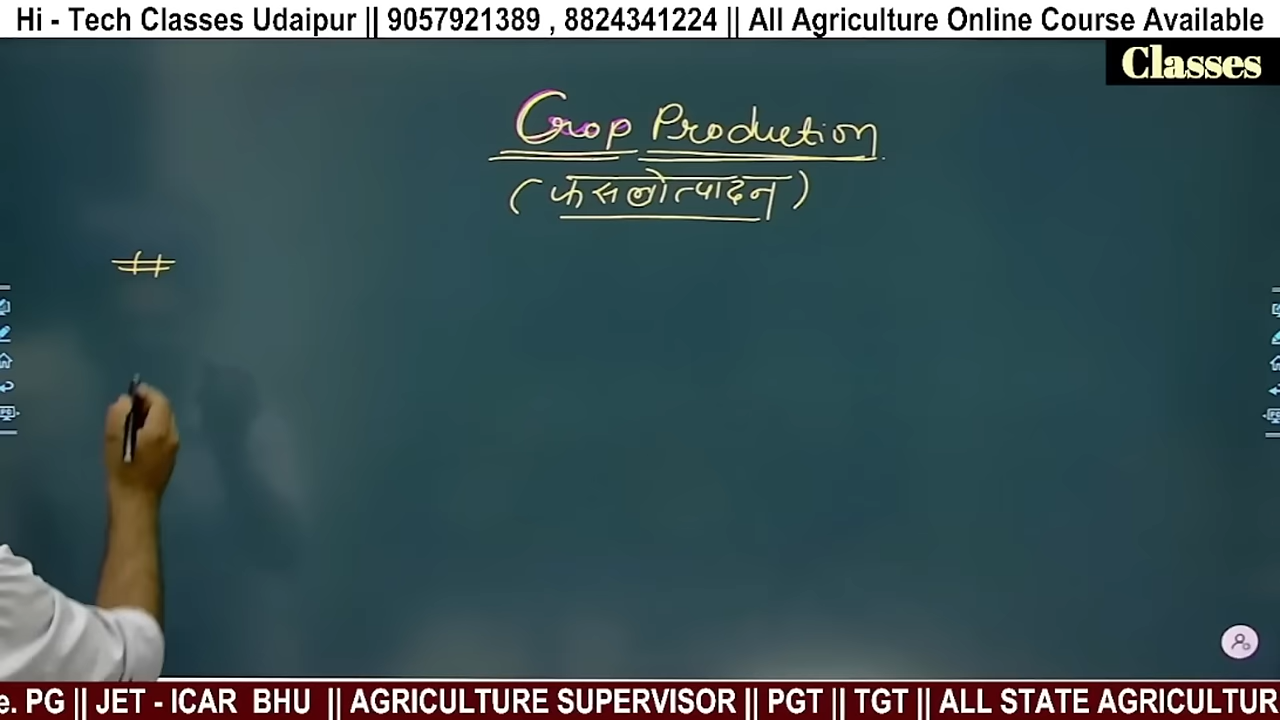 Hi - Tech Classes Udaipur || 9057921389 , 8824341224 || All Agriculture Online Course Available
Classes
Crop Production
(फसलोत्पादन)
#
e. PG || JET - ICAR BHU || AGRICULTURE SUPERVISOR || PGT || TGT || ALL STATE AGRICULTUR